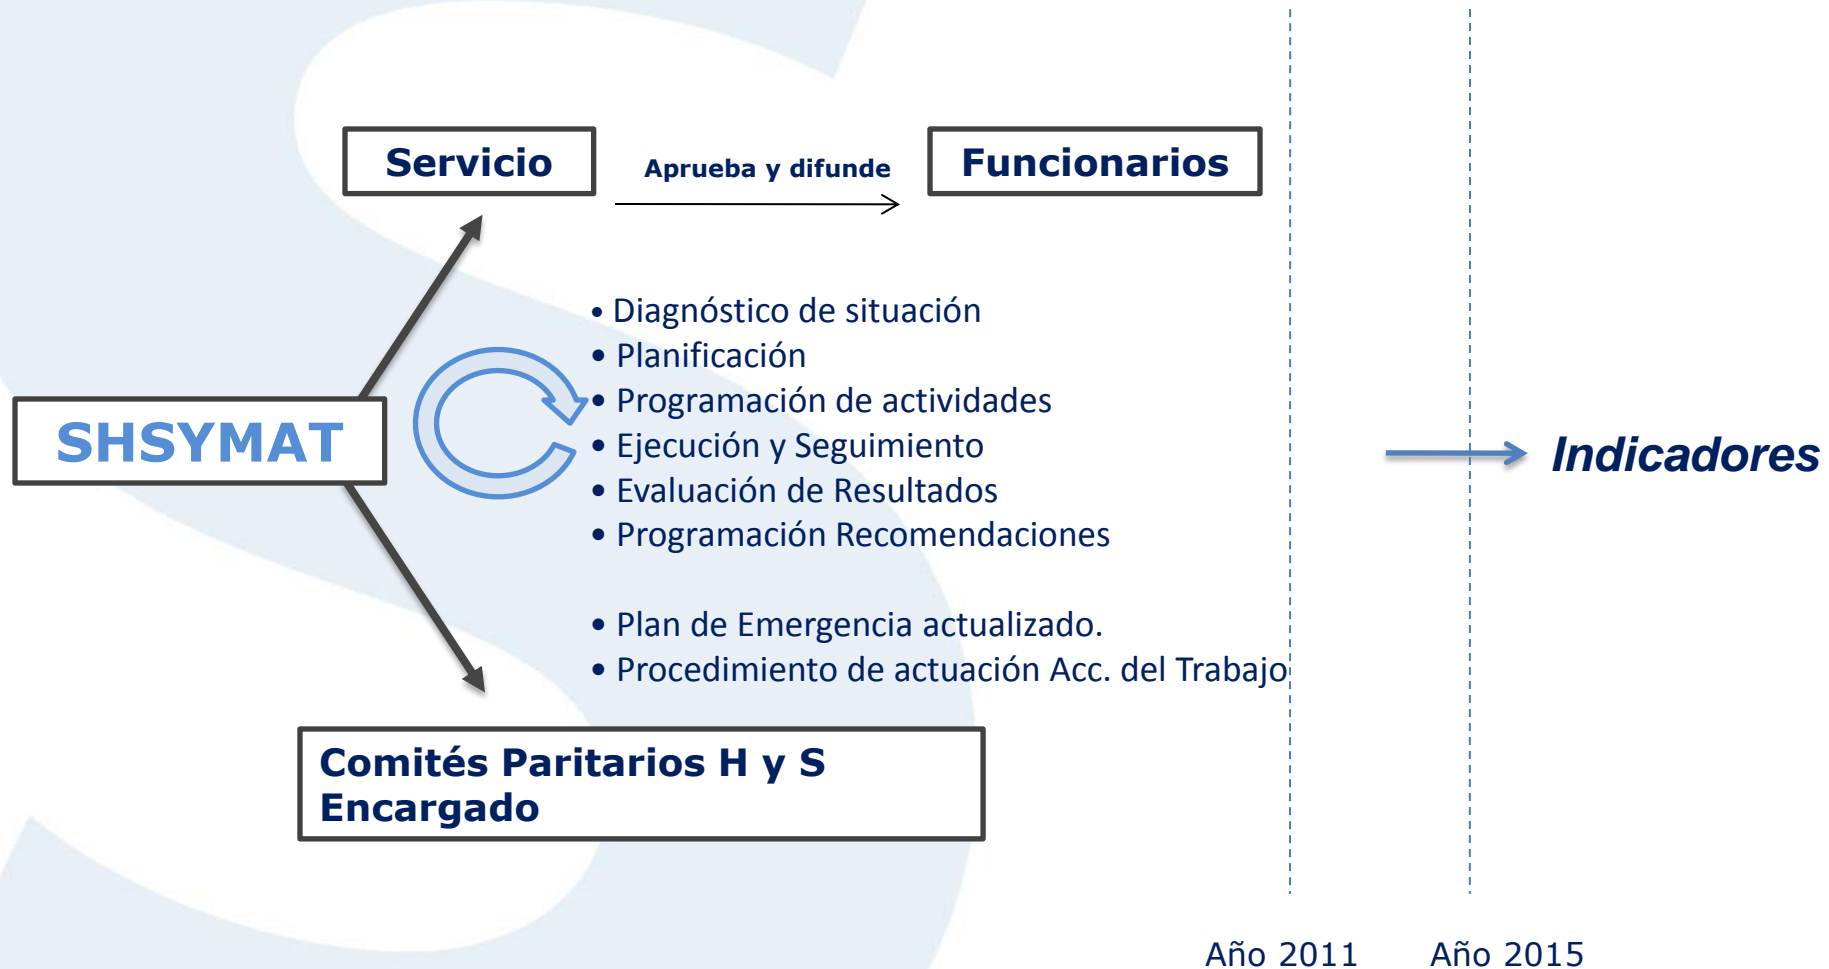 Servicio
Aprueba y difunde
Funcionarios
• Diagnóstico de situación
• Planificación
• Programación de actividades
SHSYMAT
• Ejecución y Seguimiento
Indicadores
• Evaluación de Resultados
• Programación Recomendaciones
• Plan de Emergencia actualizado.
• Procedimiento de actuación Acc. del Trabajo
Comités Paritarios H y S
Encargado
Año 2011
Año 2015